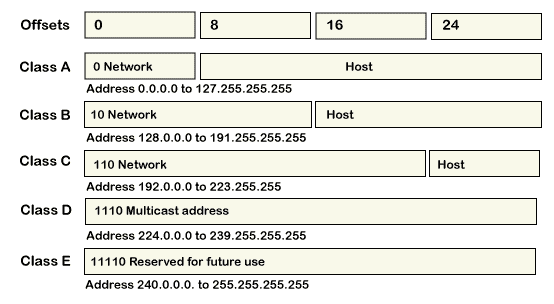 Offsets 0 8 16 24
Class A 0 Network Host
Address 0.0.0.0 to 127.255.255.255
Class B 10 Network Host
Address 128.0.0.0 to 191.255.255.255
Class C 110 Network Host
Address 192.0.0.0 to 223.255.255
Class D 1110 Multicast address
Address 224.0.0.0 to 239.255.255.255
Class E 11110 Reserved for future use
Address 240.0.0.0. to 255.255.255.255